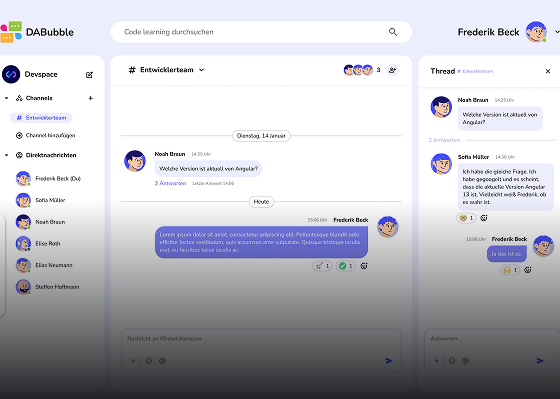 DABubble
Code learning durchsuchen
Frederik Beck
Devspace
Channels
# Entwicklerteam
Channel hinzufügen
Direktnachrichten
Frederik Beck (Du)
Sofia Müller
Noah Braun
Elise Roth
Elias Neumann
Steffen Hoffmann
# Entwicklerteam
3
Dienstag, 14 Januar
Noah Braun 14:25 Uhr
Welche Version ist aktuell von Angular?
2 Antworten Letzte Antwort 14:56
Heute
15:06 Uhr Frederik Beck
Lorem ipsum dolor sit amet, consectetur adipiscing elit. Pellentesque blandit odio
efficitur lectus vestibulum, quis accumsan ante vulputate. Quisque tristique iaculis
erat, eu faucibus lacus iaculis ac.
1
1
Nachricht an #Entwicklerteam
Thread # Entwicklerteam
Noah Braun 14:25 Uhr
Welche Version ist aktuell von
Angular?
2 Antworten
Sofia Müller 14:30 Uhr
Ich habe die gleiche Frage. Ich
habe gegoogelt und es scheint,
dass die aktuelle Version Angular
13 ist. Vielleicht weiß Frederik, ob
es wahr ist.
1
15:06 Uhr Frederik Beck
Ja das ist es.
1
Antworten...